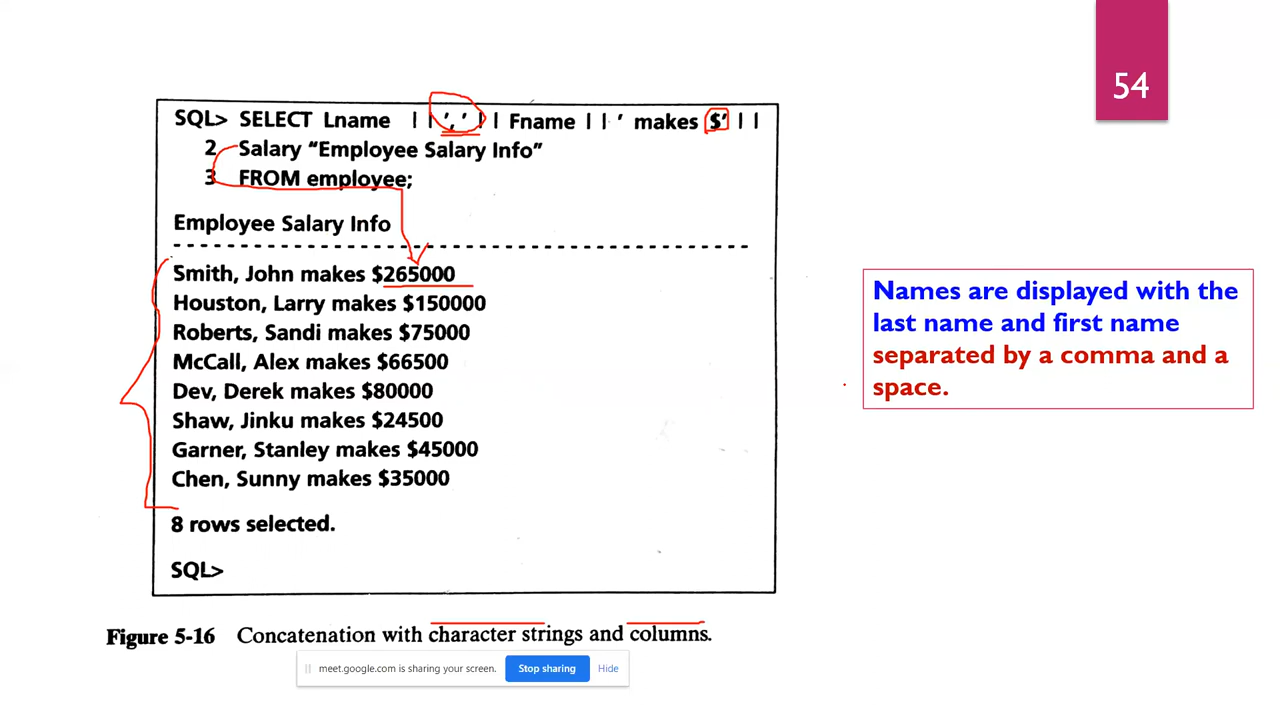 54
SQL> SELECT Lname | | ’, ’ | | Fname | | ’ makes $’ | |
2 Salary “Employee Salary Info”
3 FROM employee;
Employee Salary Info
- - - - - - - - - - - - - - - - - - - - - - - - - - - - - - - - - - - - - - - - - - - - - - - - -
Smith, John makes $265000
Houston, Larry makes $150000
Roberts, Sandi makes $75000
McCall, Alex makes $66500
Dev, Derek makes $80000
Shaw, Jinku makes $24500
Garner, Stanley makes $45000
Chen, Sunny makes $35000
8 rows selected.
SQL>
Names are displayed with the
last name and first name
separated by a comma and a
space.
Figure 5-16 Concatenation with character strings and columns.
meet.google.com is sharing your screen. Stop sharing Hide